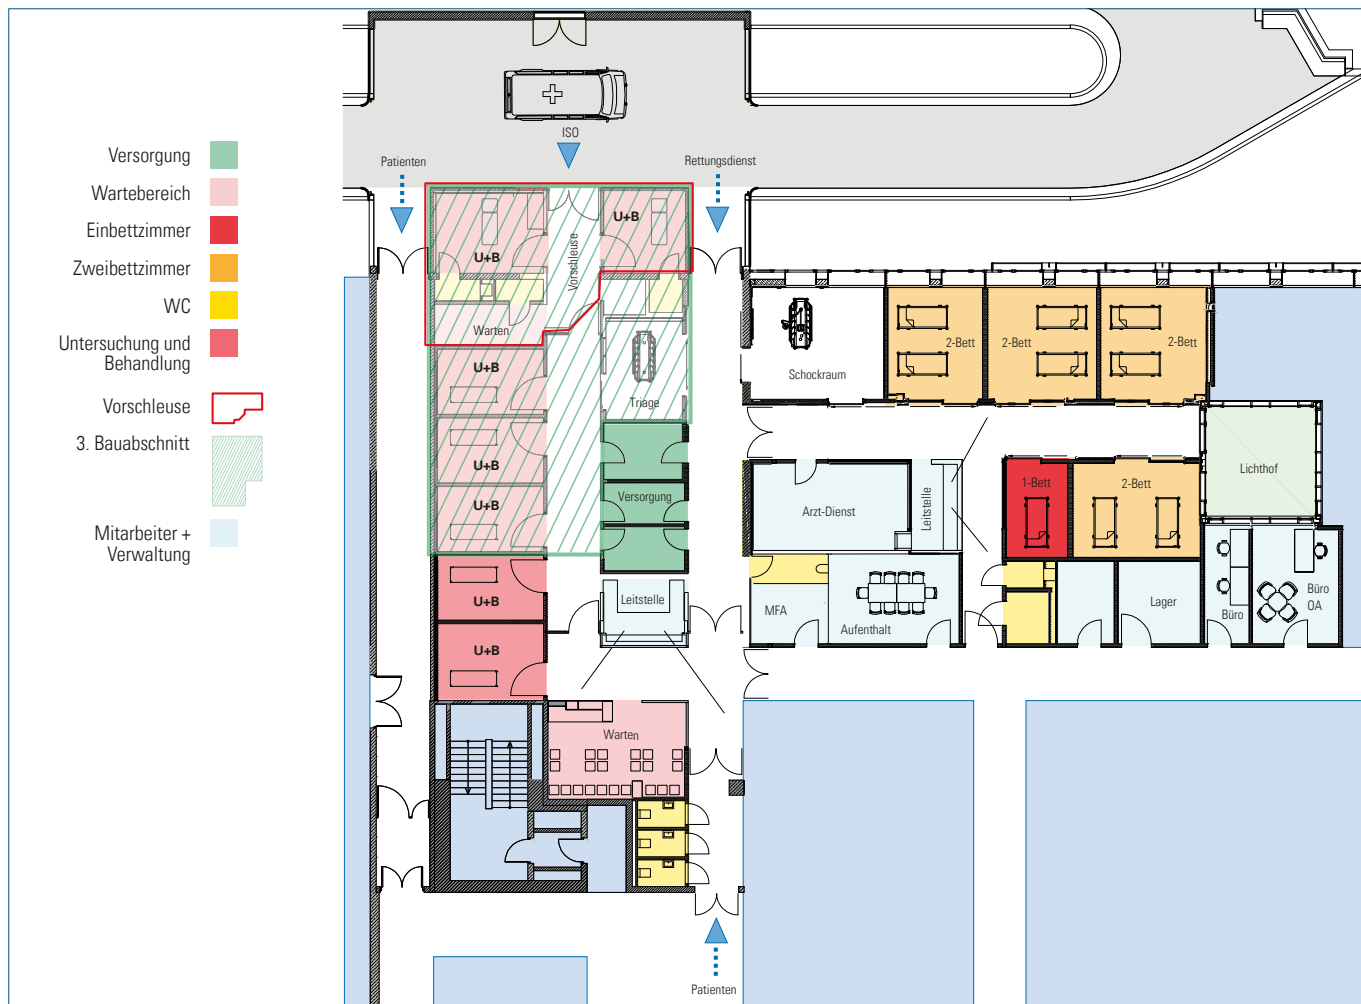 Versorgung
Wartebereich
Einbettzimmer
Zweibettzimmer
WC
Untersuchung und
Behandlung
Vorschleuse
3. Bauabschnitt
Mitarbeiter +
Verwaltung
ISO
Patienten
Rettungsdienst
U+B
U+B
Vorschleuse
Warten
U+B
Triage
U+B
U+B
Versorgung
U+B
Leitstelle
U+B
Warten
Patienten
Schockraum
2-Bett
2-Bett
2-Bett
Lichthof
Arzt-Dienst
Leitstelle
1-Bett
2-Bett
MFA
Aufenthalt
Lager
Büro
Büro
OA